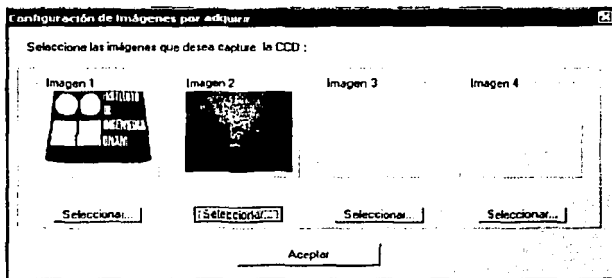 Configuración de Imágenes por adquirir
Seleccione las imágenes que desea capture la CCD :
Imagen 1 Imagen 2 Imagen 3 Imagen 4
Seleccionar... Seleccionar... Seleccionar... Seleccionar...
Aceptar